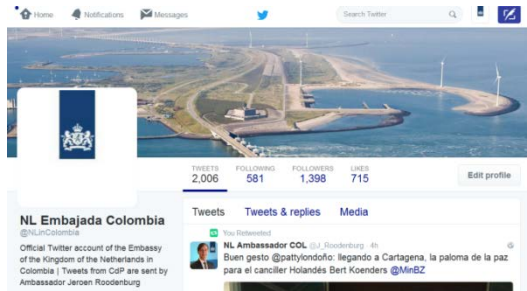 Home Notifications Messages Search Twitter
TWEETS FOLLOWING FOLLOWERS LIKES
2,006 581 1,398 715 Edit profile
NL Embajada Colombia
@NLinColombia
Official Twitter account of the Embassy
of the Kingdom of the Netherlands in
Colombia | Tweets from CdP are sent by
Ambassador Jeroen Roodenburg
Tweets Tweets & replies Media
You Retweeted
NL Ambassador COL @J_Roodenburg · 4h
Buen gesto @pattylondoño: llegando a Cartagena, la paloma de la paz
para el canciller Holandés Bert Koenders @MinBZ